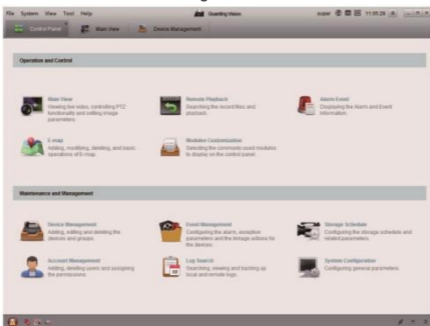 File System View Tool Help
Guarding Vision
super
11:05:28
Control Panel
Main View
Device Management
Operation and Control
Main View
Viewing live video, controlling PTZ
functionality and setting image
parameters.
Remote Playback
Searching the record files and
playback.
Alarm Event
Displaying the Alarm and Event
information.
E-map
Adding, modifying, deleting, and basic
operations of E-map.
Modules Customization
Selecting the commonly used modules
to display on the control panel.
Maintenance and Management
Device Management
Adding, editing and deleting the
devices and groups.
Event Management
Configuring the alarm, exception
parameters and the linkage actions for
the devices.
Storage Schedule
Configuring the storage schedule and
related parameters.
Account Management
Adding, deleting users and assigning
the permissions.
Log Search
Searching, viewing and backing up
local and remote logs.
System Configuration
Configuring general parameters.